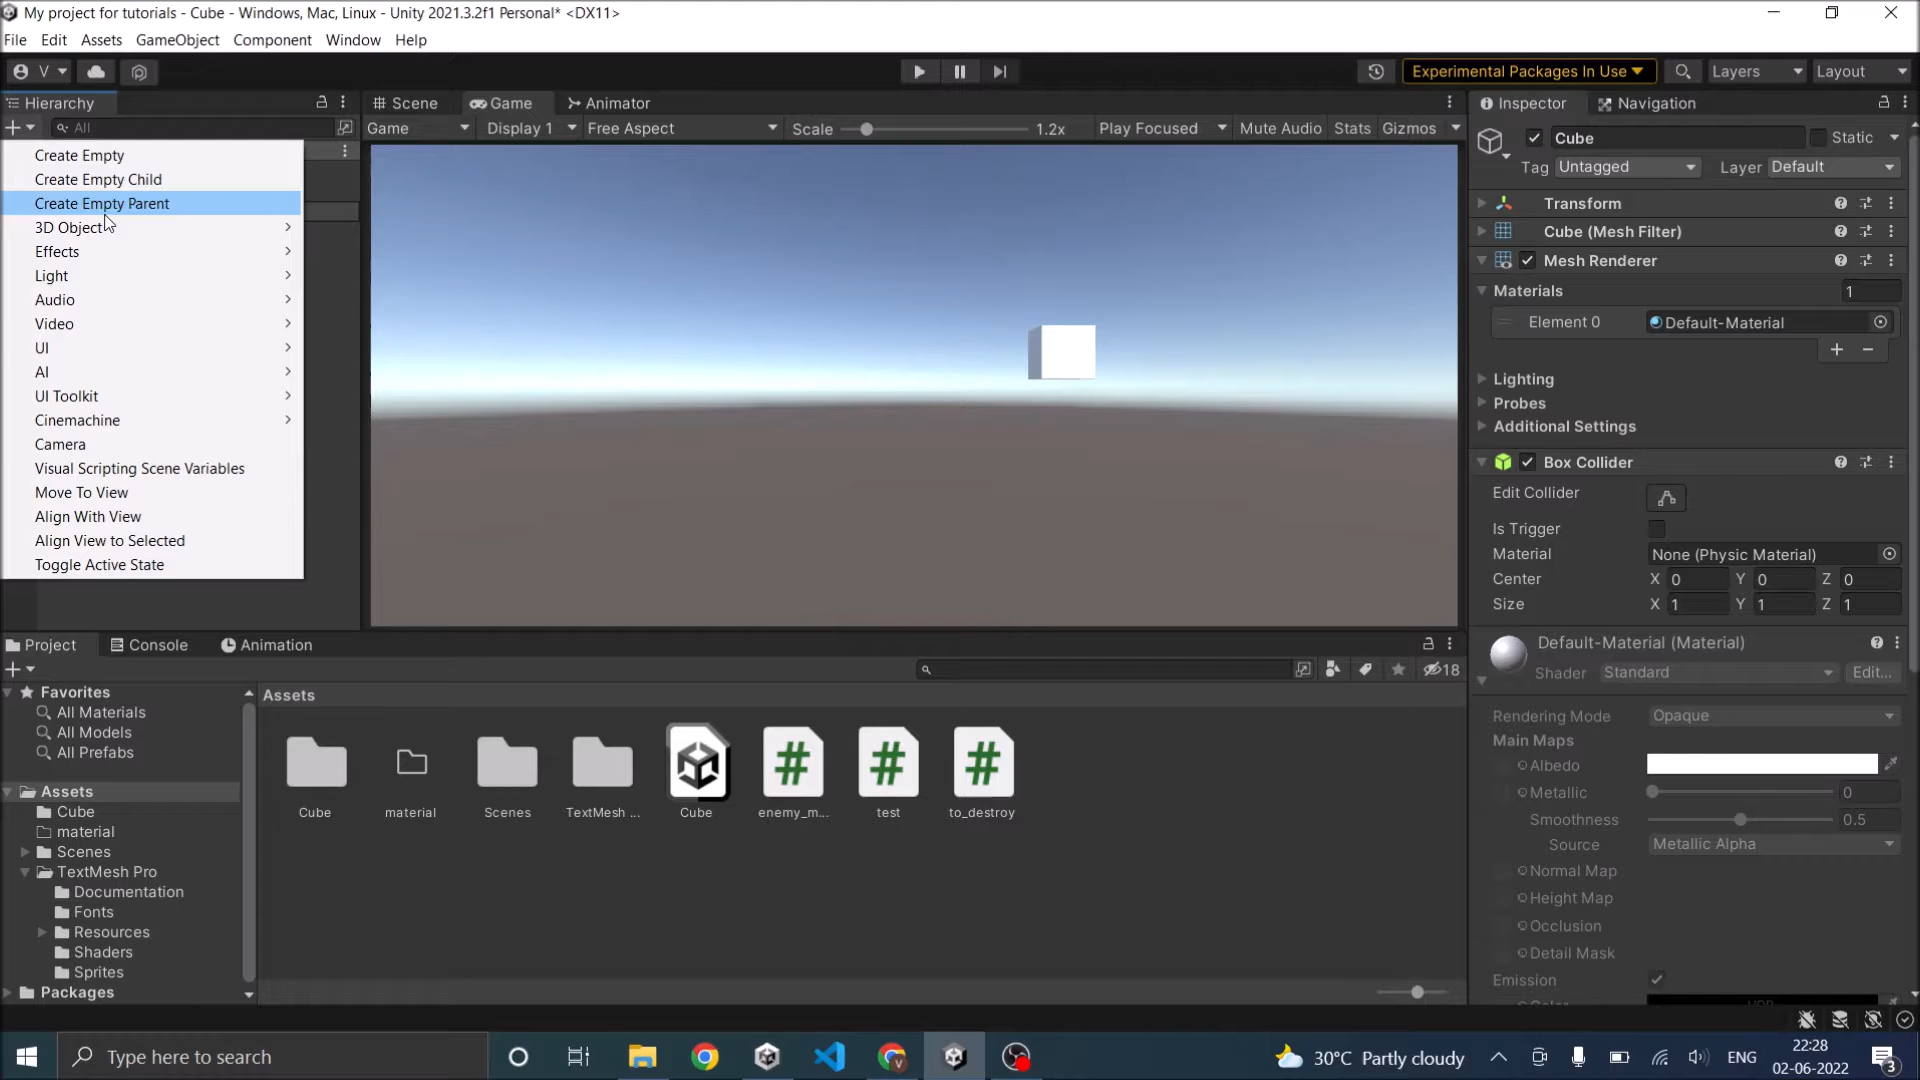 My project for tutorials - Cube - Windows, Mac, Linux - Unity 2021.3.2f1 Personal* <DX11>
File Edit Assets GameObject Component Window Help
V Experimental Packages In Use Layers Layout
Hierarchy Scene Game Animator Inspector Navigation
All Game Display 1 Free Aspect Scale 1.2x Play Focused Mute Audio Stats Gizmos
Create Empty
Create Empty Child
Create Empty Parent
3D Object
Effects
Light
Audio
Video
UI
AI
UI Toolkit
Cinemachine
Camera
Visual Scripting Scene Variables
Move To View
Align With View
Align View to Selected
Toggle Active State
Cube Static
Tag Untagged Layer Default
Transform
Cube (Mesh Filter)
Mesh Renderer
Materials 1
Element 0 Default-Material
Lighting
Probes
Additional Settings
Box Collider
Edit Collider
Is Trigger
Material None (Physic Material)
Center X 0 Y 0 Z 0
Size X 1 Y 1 Z 1
Default-Material (Material)
Shader Standard Edit...
Rendering Mode Opaque
Main Maps
Albedo
Metallic 0
Smoothness 0.5
Source Metallic Alpha
Normal Map
Height Map
Occlusion
Detail Mask
Emission
Project Console Animation
18
Favorites
All Materials
All Models
All Prefabs
Assets
Cube
material
Scenes
TextMesh Pro
Documentation
Fonts
Resources
Shaders
Sprites
Packages
Assets
Cube material Scenes TextMesh ... Cube enemy_m... test to_destroy
Type here to search
30°C Partly cloudy
ENG
22:28
02-06-2022
3